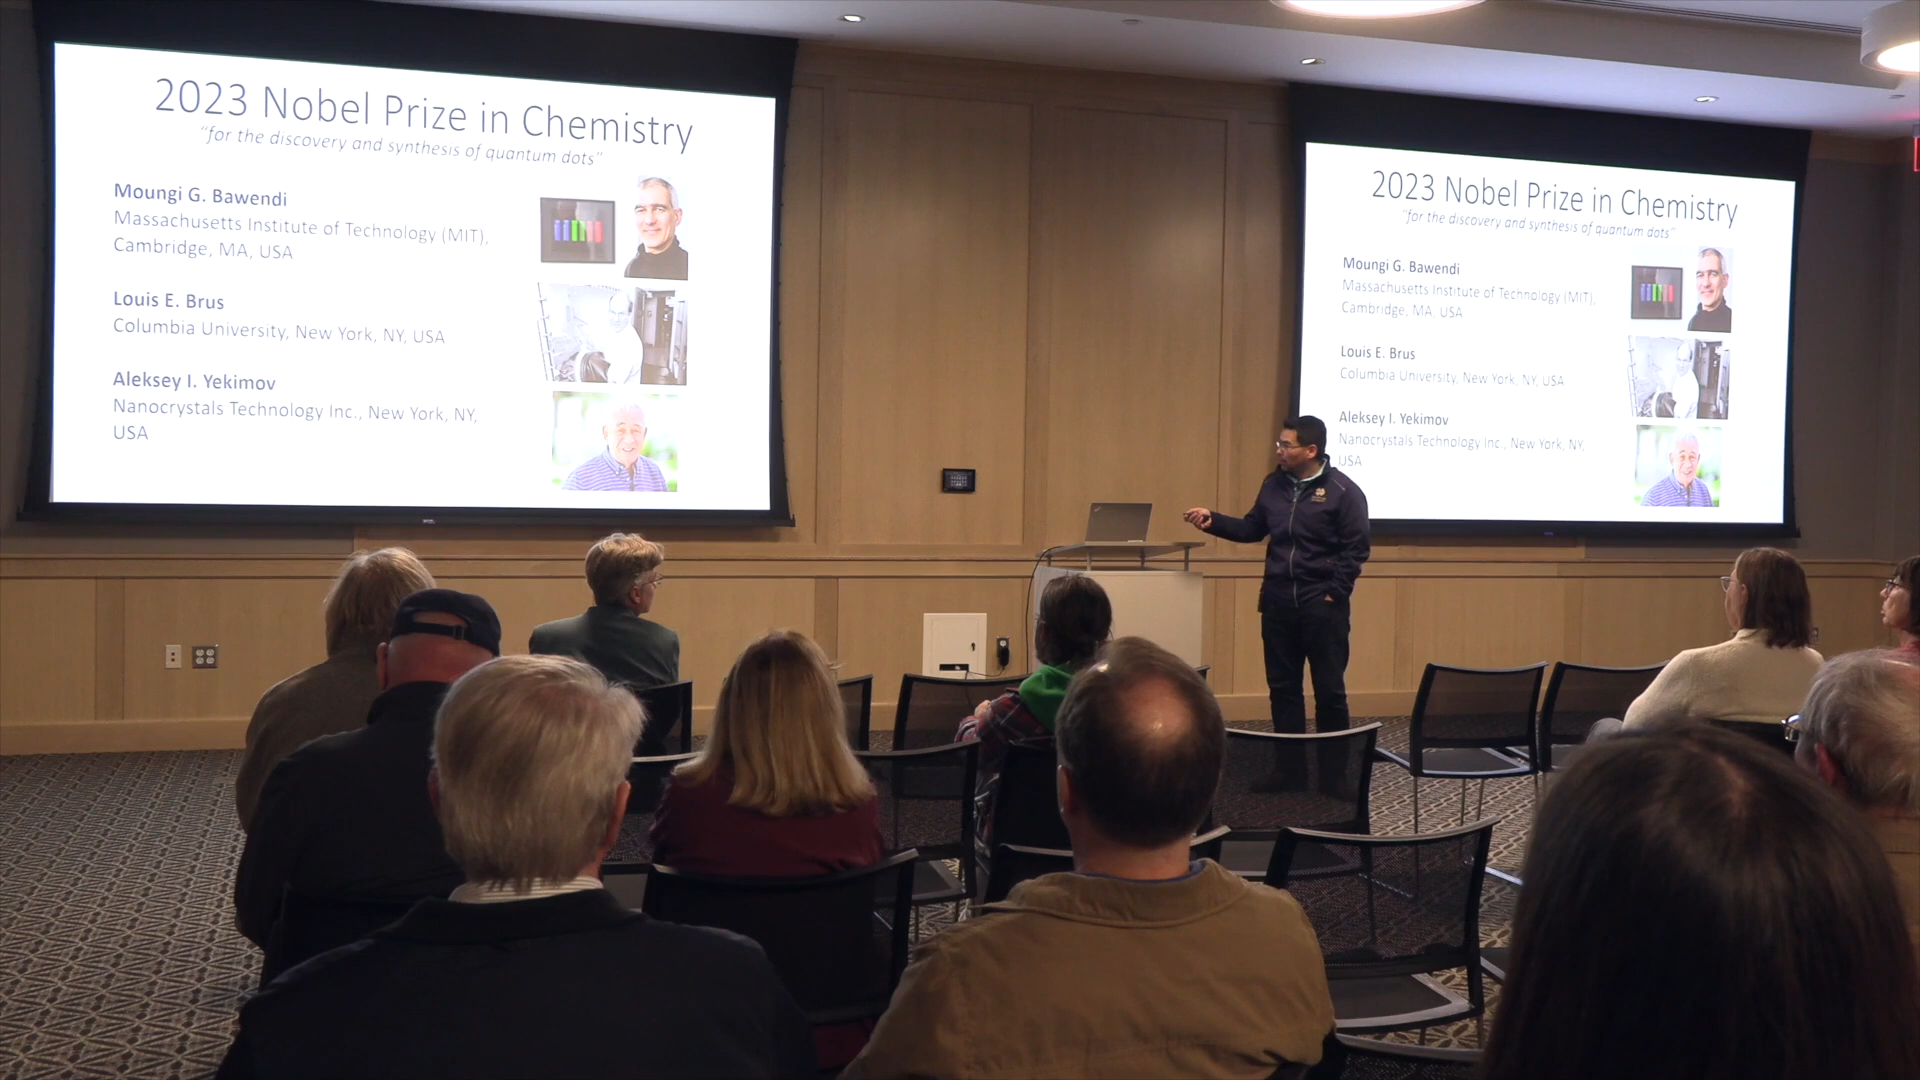 2023 Nobel Prize in Chemistry
“for the discovery and synthesis of quantum dots”
Moungi G. Bawendi
Massachusetts Institute of Technology (MIT),
Cambridge, MA, USA
Louis E. Brus
Columbia University, New York, NY, USA
Aleksey I. Yekimov
Nanocrystals Technology Inc., New York, NY,
USA
2023 Nobel Prize in Chemistry
“for the discovery and synthesis of quantum dots”
Moungi G. Bawendi
Massachusetts Institute of Technology (MIT),
Cambridge, MA, USA
Louis E. Brus
Columbia University, New York, NY, USA
Aleksey I. Yekimov
Nanocrystals Technology Inc., New York, NY,
USA